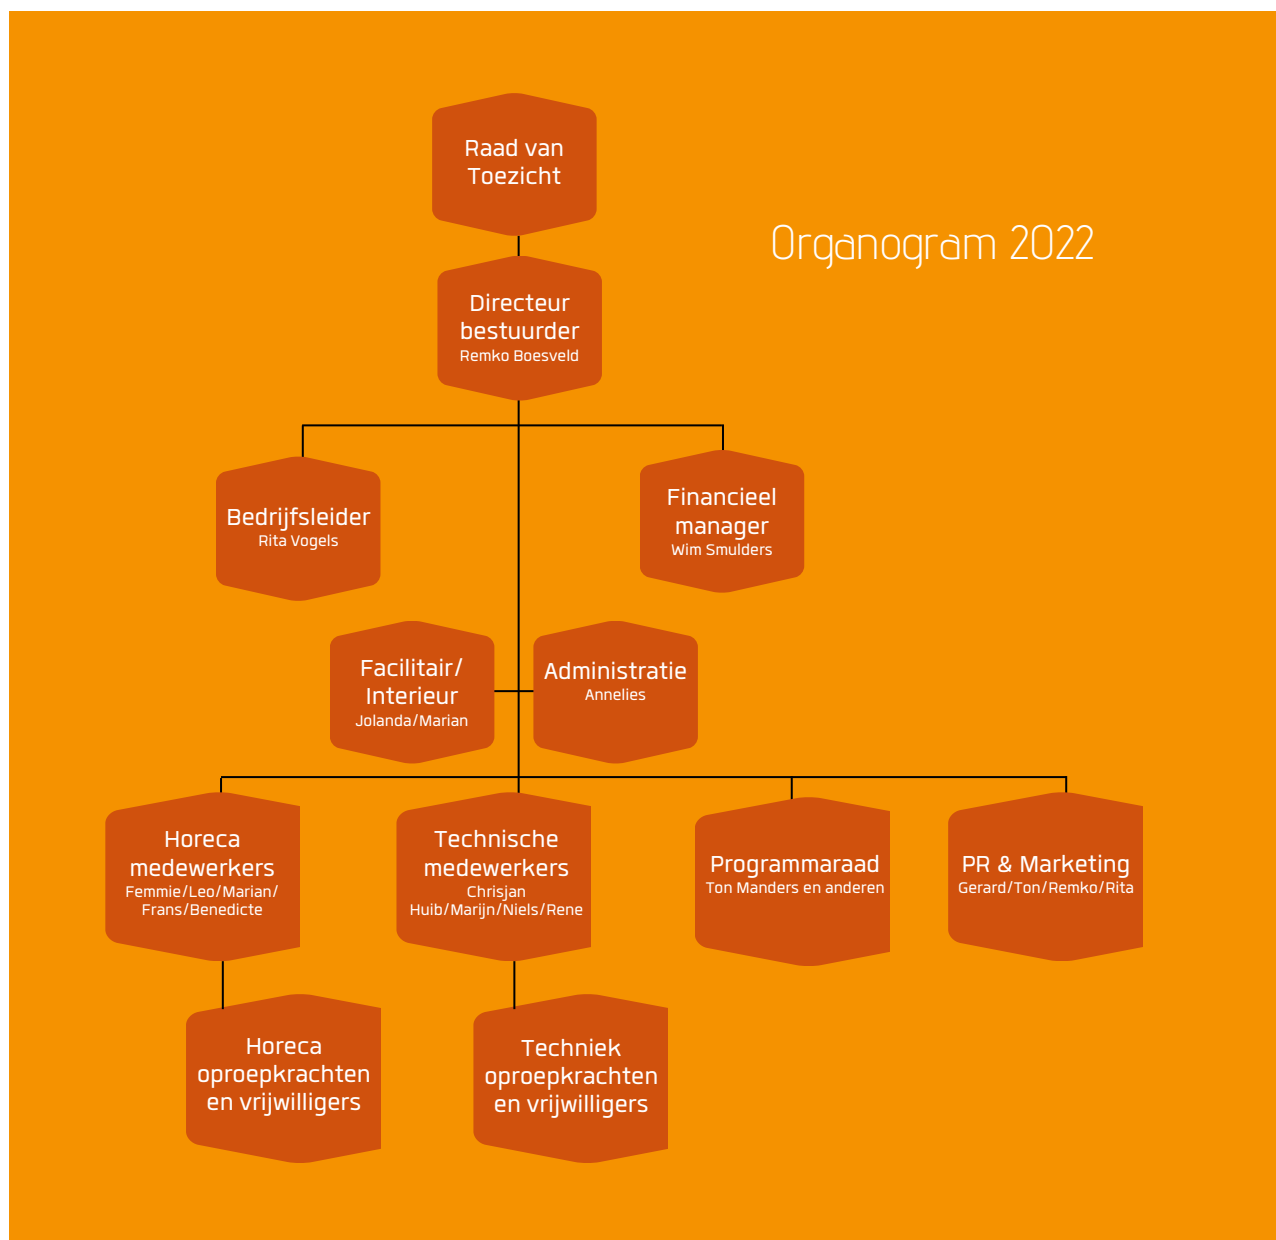 Raad van
Toezicht
Organogram 2022
Directeur
bestuurder
Remko Boesveld
Bedrijfsleider
Rita Vogels
Financieel
manager
Wim Smulders
Facilitair/
Interieur
Jolanda/Marian
Administratie
Annelies
Horeca
medewerkers
Femmie/Leo/Marian/
Frans/Benedicte
Technische
medewerkers
Chrisjan
Huib/Marijn/Niels/Rene
Programmaraad
Ton Manders en anderen
PR & Marketing
Gerard/Ton/Remko/Rita
Horeca
oproepkrachten
en vrijwilligers
Techniek
oproepkrachten
en vrijwilligers